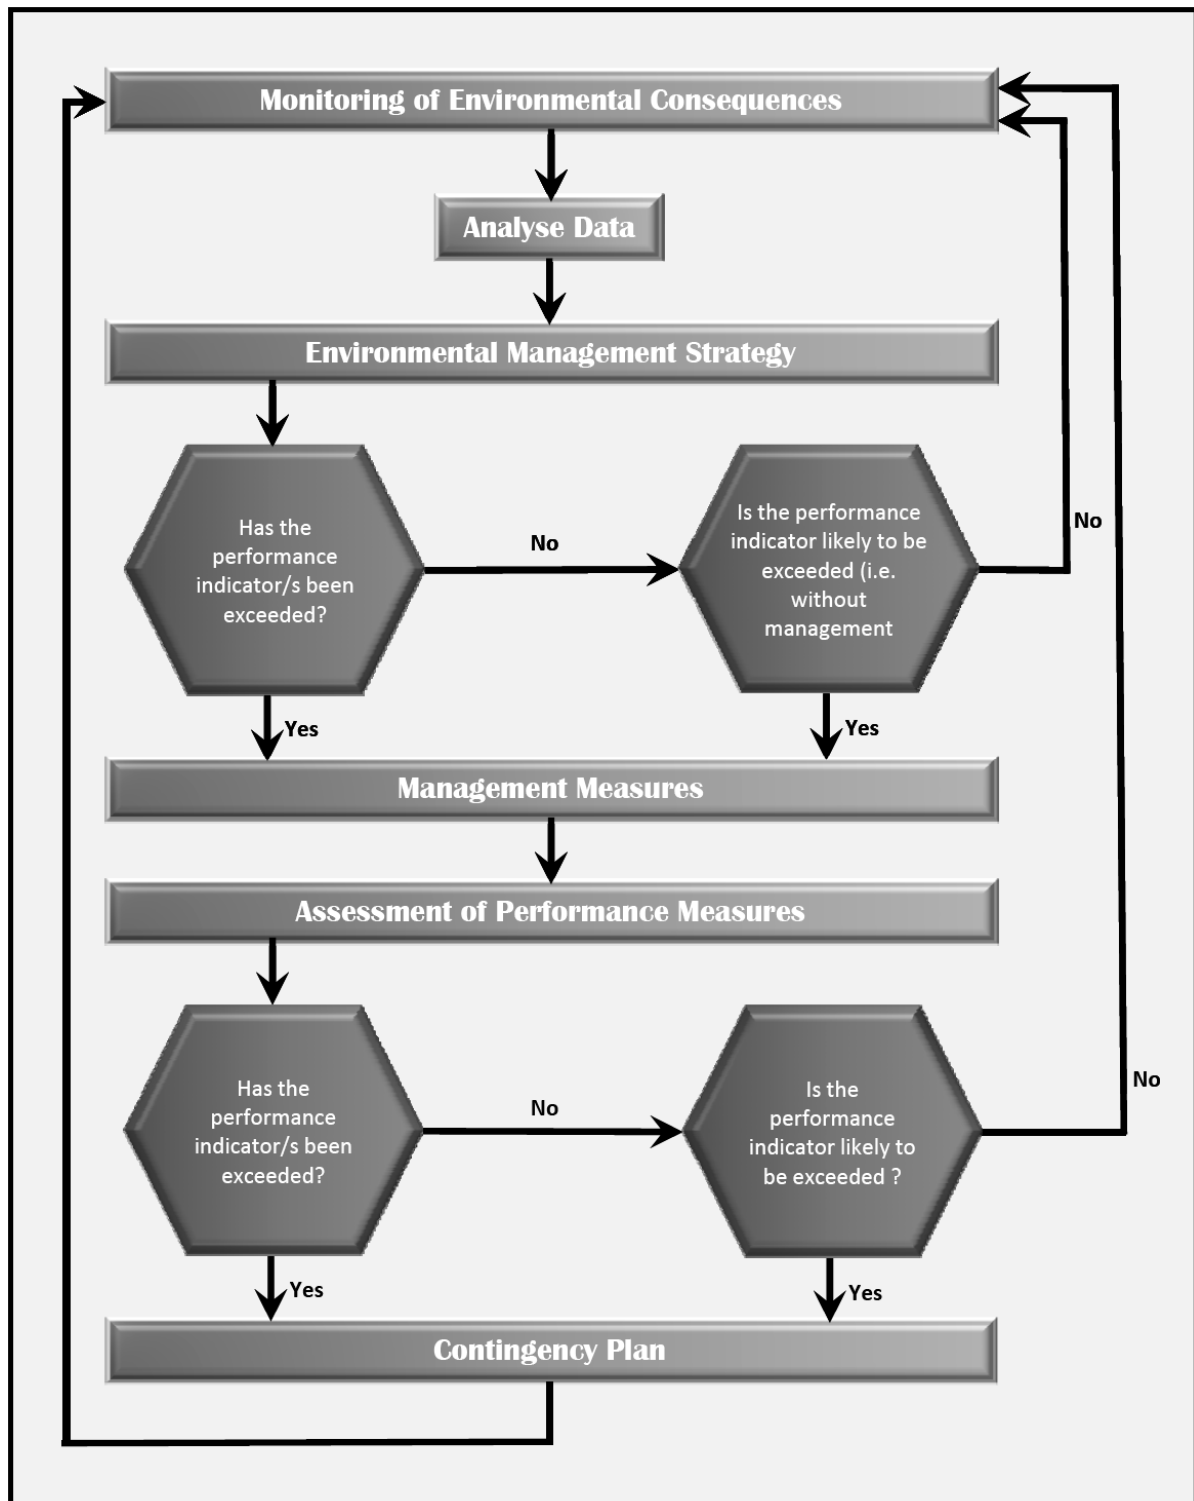 Monitoring of Environmental Consequences
Analyse Data
Environmental Management Strategy
Has the
performance
indicator/s been
exceeded?
No
Is the performance
indicator likely to be
exceeded (i.e.
without
management
No
Yes
Yes
Management Measures
Assessment of Performance Measures
Has the
performance
indicator/s been
exceeded?
No
Is the
performance
indicator likely to
be exceeded ?
No
Yes
Yes
Contingency Plan